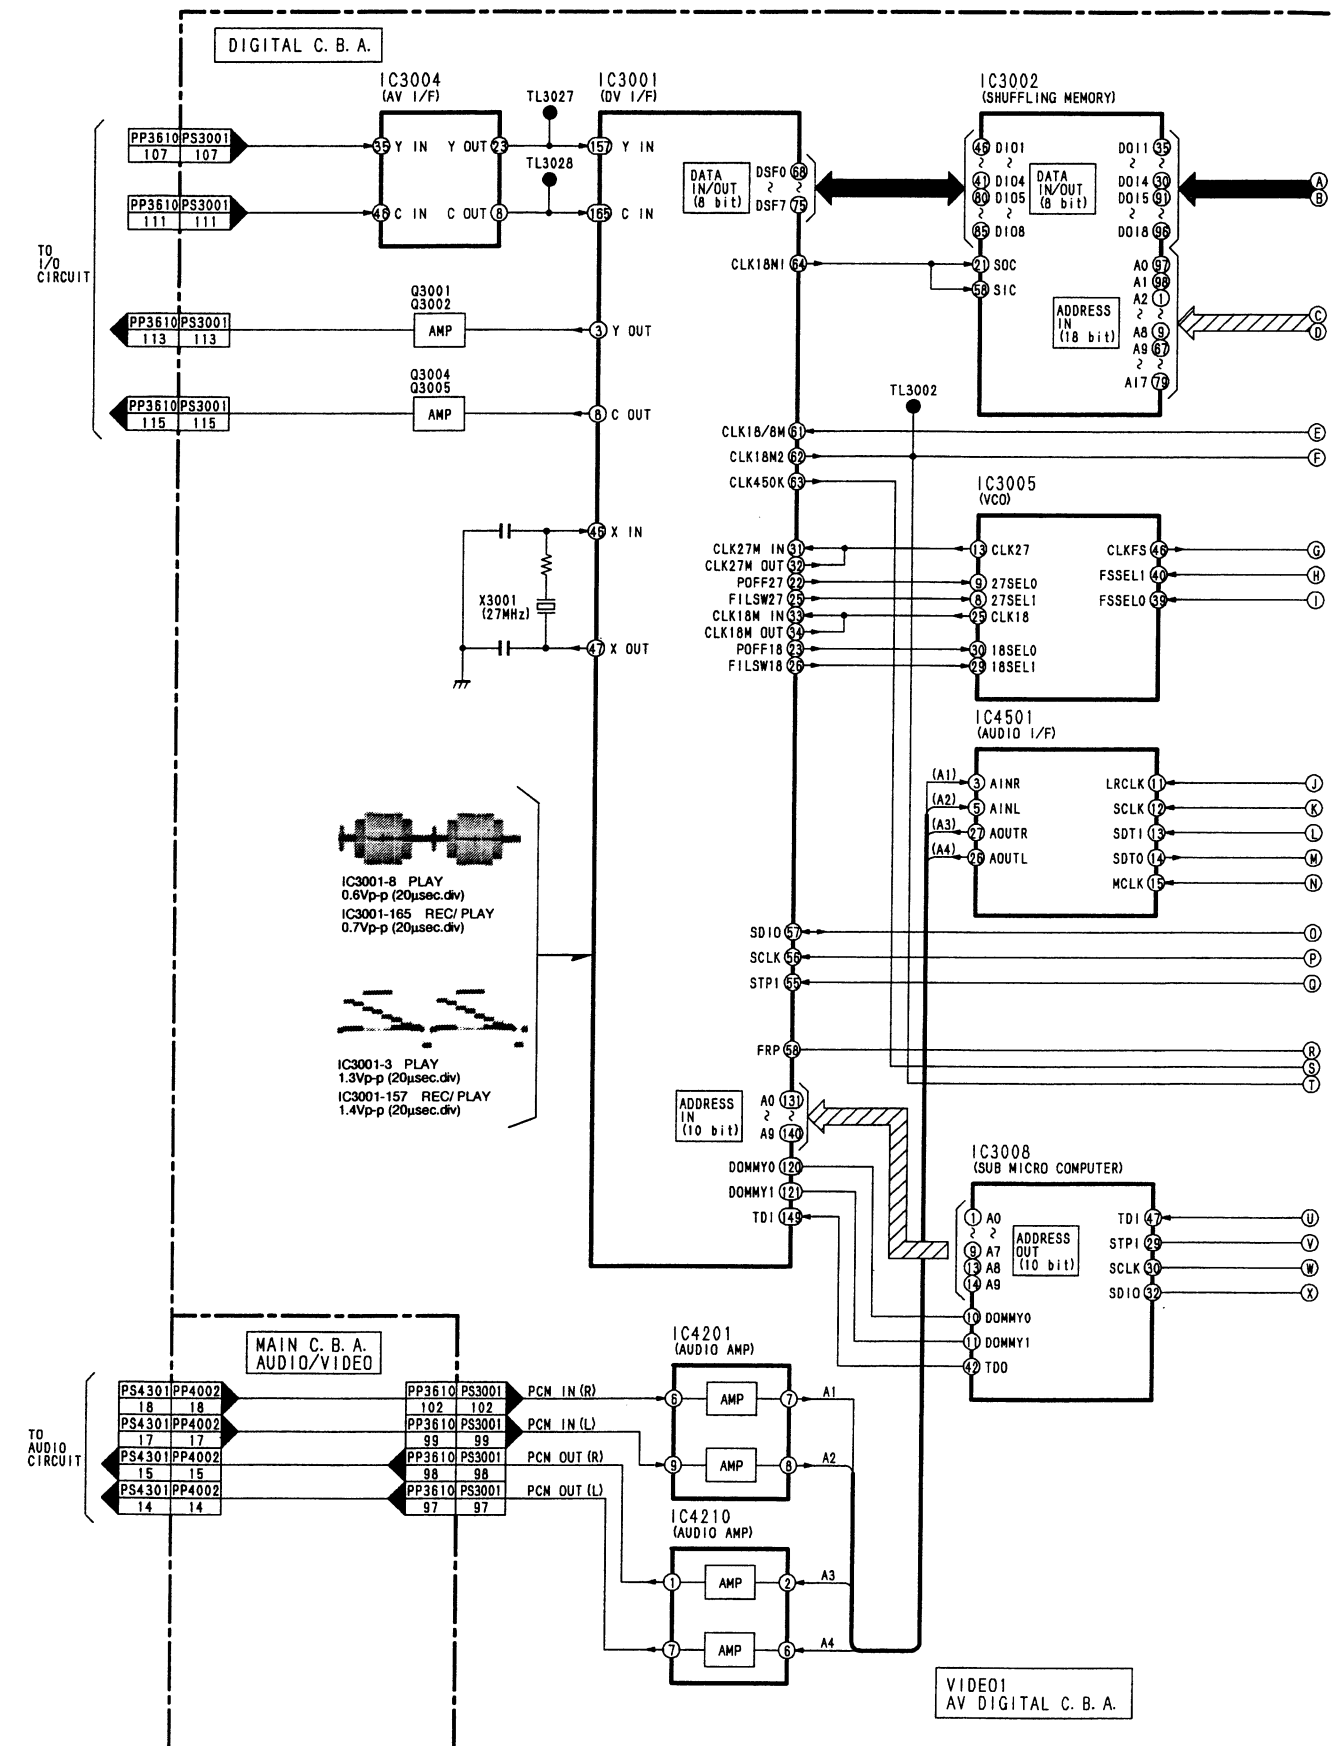 DIGITAL C. B. A.
IC3004
(AV I/F)
TL3027
IC3001
(DV I/F)
IC3002
(SHUFFLING MEMORY)
PP3610 PS3001
107 107
35 Y IN Y OUT 23
157 Y IN
TL3028
PP3610 PS3001
111 111
46 C IN C OUT 8
165 C IN
DATA
IN/OUT
(8 bit)
DSF0 68
DSF7 75
46 DIO1
41 DIO4
80 DIO5
85 DIO8
DATA
IN/OUT
(8 bit)
DO11 35
DO14 30
DO15 91
DO18 96
A
B
TO
I/O
CIRCUIT
CLK18M1 64
21 SOC
58 SIC
ADDRESS
IN
(18 bit)
A0 97
A1 98
A2 1
A8 9
A9 67
A17 79
C
D
Q3001
Q3002
PP3610 PS3001
113 113
AMP
3 Y OUT
Q3004
Q3005
PP3610 PS3001
115 115
AMP
8 C OUT
TL3002
CLK18/8M 61
E
CLK18M2 62
F
CLK450K 63
IC3005
(VCO)
46 X IN
X3001
(27MHz)
47 X OUT
CLK27M IN 31
CLK27M OUT 32
POFF27 22
FILSW27 25
CLK18M IN 33
CLK18M OUT 34
POFF18 23
FILSW18 26
13 CLK27
9 27SEL0
8 27SEL1
25 CLK18
30 18SEL0
29 18SEL1
CLKFS 46
FSSEL1 40
FSSEL0 39
G
H
I
IC4501
(AUDIO I/F)
(A1) 3 AINR
(A2) 5 AINL
(A3) 27 AOUTR
(A4) 26 AOUTL
LRCLK 11
SCLK 12
SDTI 13
SDTO 14
MCLK 15
J
K
L
M
N
IC3001-8 PLAY
0.6Vp-p (20µsec.div)
IC3001-165 REC/ PLAY
0.7Vp-p (20µsec.div)
SDIO 57
O
SCLK 56
P
STP1 55
Q
IC3001-3 PLAY
1.3Vp-p (20µsec.div)
IC3001-157 REC/ PLAY
1.4Vp-p (20µsec.div)
FRP 58
R
S
T
ADDRESS
IN
(10 bit)
A0 131
A9 140
DOMMY0 120
DOMMY1 121
TDI 149
IC3008
(SUB MICRO COMPUTER)
1 A0
9 A7
13 A8
14 A9
ADDRESS
OUT
(10 bit)
10 DOMMY0
11 DOMMY1
42 TDO
TDI 47
STP1 29
SCLK 30
SDIO 32
U
V
W
X
MAIN C. B. A.
AUDIO/VIDEO
IC4201
(AUDIO AMP)
TO
AUDIO
CIRCUIT
PS4301 PP4002
18 18
PP3610 PS3001
102 102
PCM IN (R)
6 AMP 7 A1
PS4301 PP4002
17 17
PP3610 PS3001
99 99
PCM IN (L)
9 AMP 8 A2
PS4301 PP4002
15 15
PP3610 PS3001
98 98
PCM OUT (R)
PS4301 PP4002
14 14
PP3610 PS3001
97 97
PCM OUT (L)
IC4210
(AUDIO AMP)
1 AMP 2 A3
7 AMP 6 A4
VIDEO1
AV DIGITAL C. B. A.